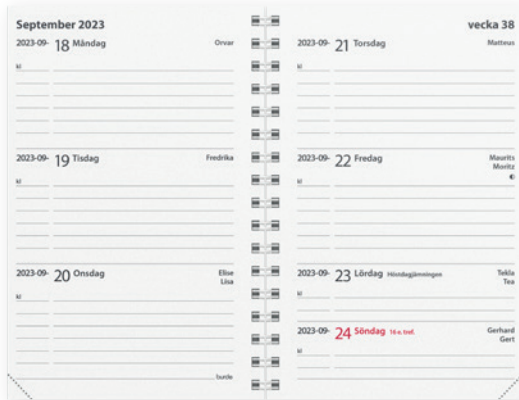 September 2023
2023-09- 18 Måndag Orvar
kl
2023-09- 19 Tisdag Fredrika
kl
2023-09- 20 Onsdag Elise
Lisa
kl
burde
vecka 38
2023-09- 21 Torsdag Matteus
kl
2023-09- 22 Fredag Maurits
Moritz
kl
2023-09- 23 Lördag Höstdagjämningen Tekla
Tea
kl
2023-09- 24 Söndag 16 e. tref. Gerhard
Gert
kl